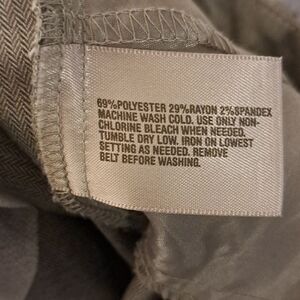 69%POLYESTER 29%RAYON 2%SPANDEX
MACHINE WASH COLD. USE ONLY NON-
CHLORINE BLEACH WHEN NEEDED.
TUMBLE DRY LOW. IRON ON LOWEST
SETTING AS NEEDED. REMOVE
BELT BEFORE WASHING.